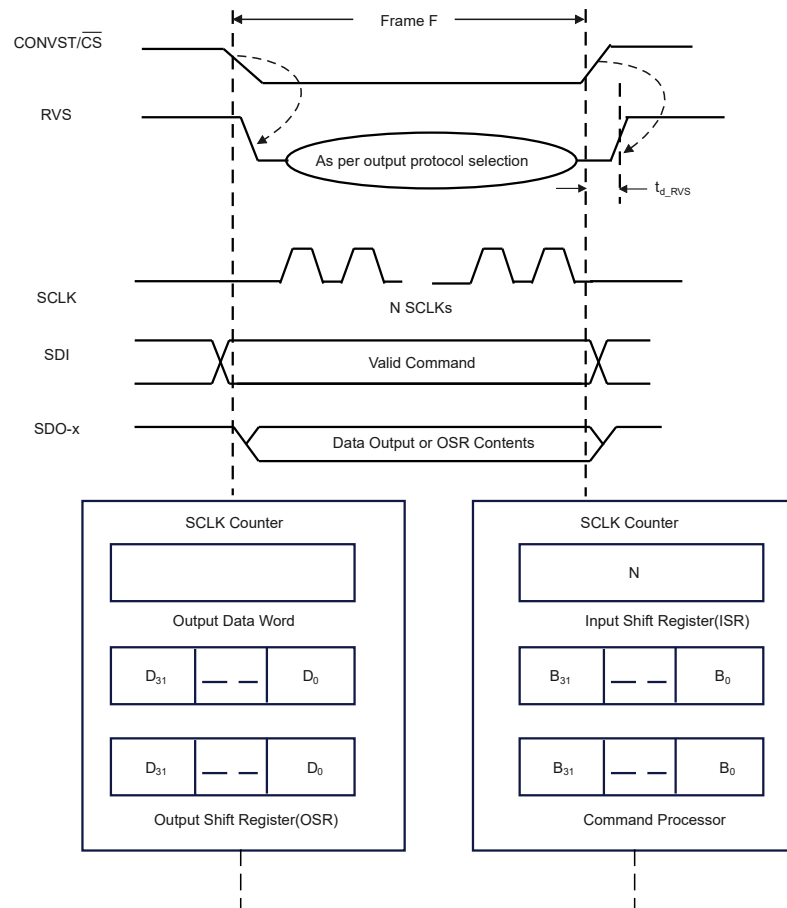 Frame F
CONVST/C̅S̅
RVS
As per output protocol selection
td_RVS
SCLK
N SCLKs
SDI
Valid Command
SDO-x
Data Output or OSR Contents
SCLK Counter
Output Data Word
D31
D0
D31
D0
Output Shift Register(OSR)
SCLK Counter
N
Input Shift Register(ISR)
B31
B0
B31
B0
Command Processor